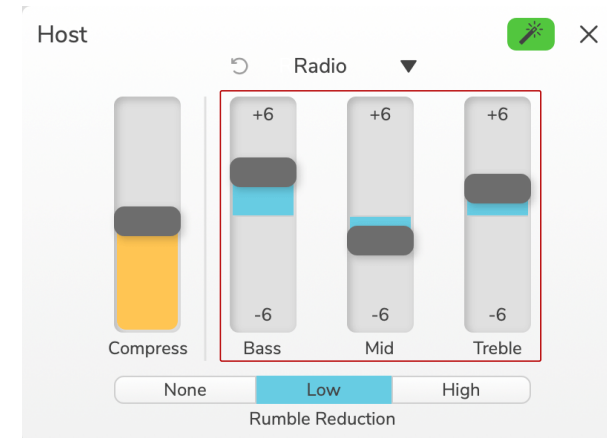 Host
Radio
+6 +6 +6
-6 -6 -6
Compress Bass Mid Treble
None Low High
Rumble Reduction